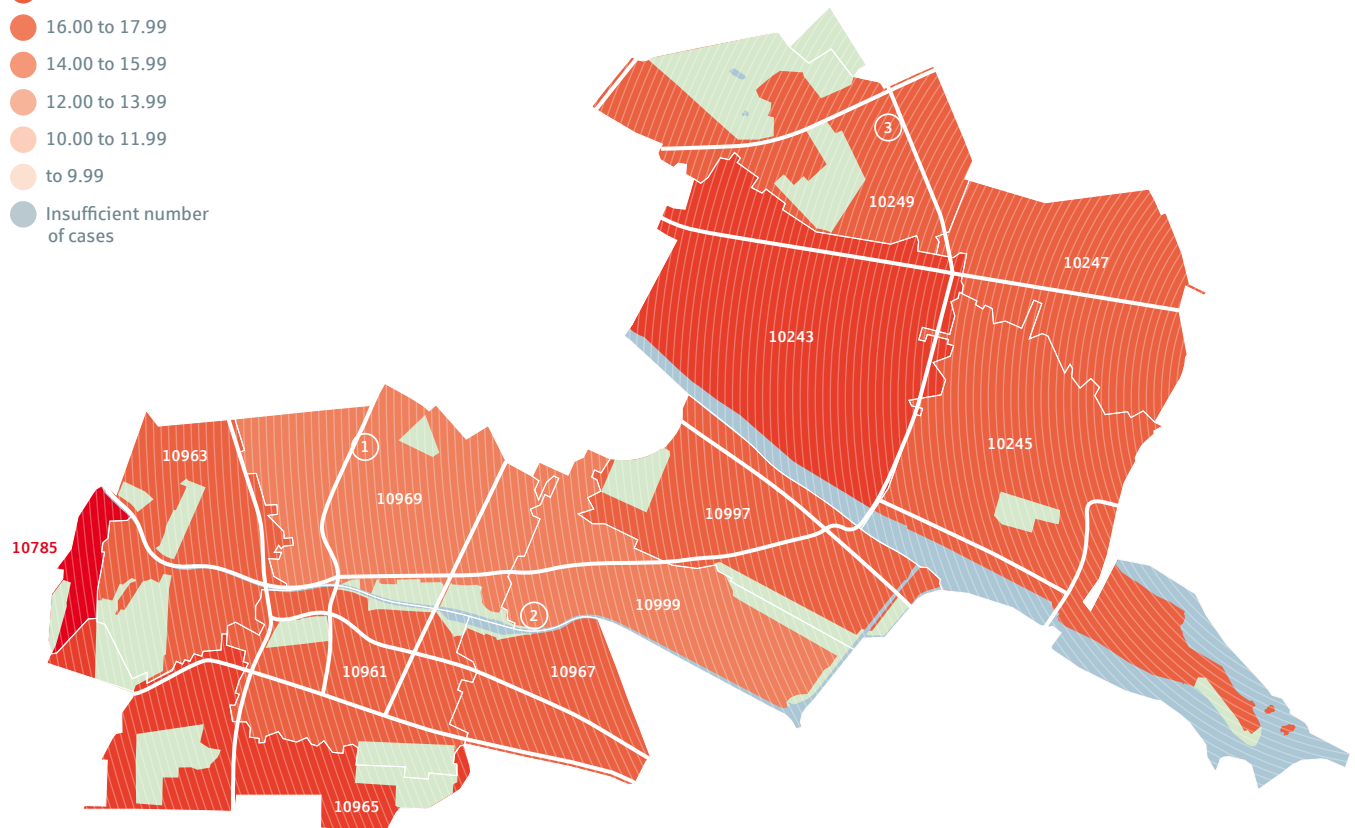 16.00 to 17.99
14.00 to 15.99
12.00 to 13.99
10.00 to 11.99
to 9.99
Insufficient number
of cases
3
10249
10247
10243
10245
1
10963
10969
10997
10785
2
10999
10961
10967
10965